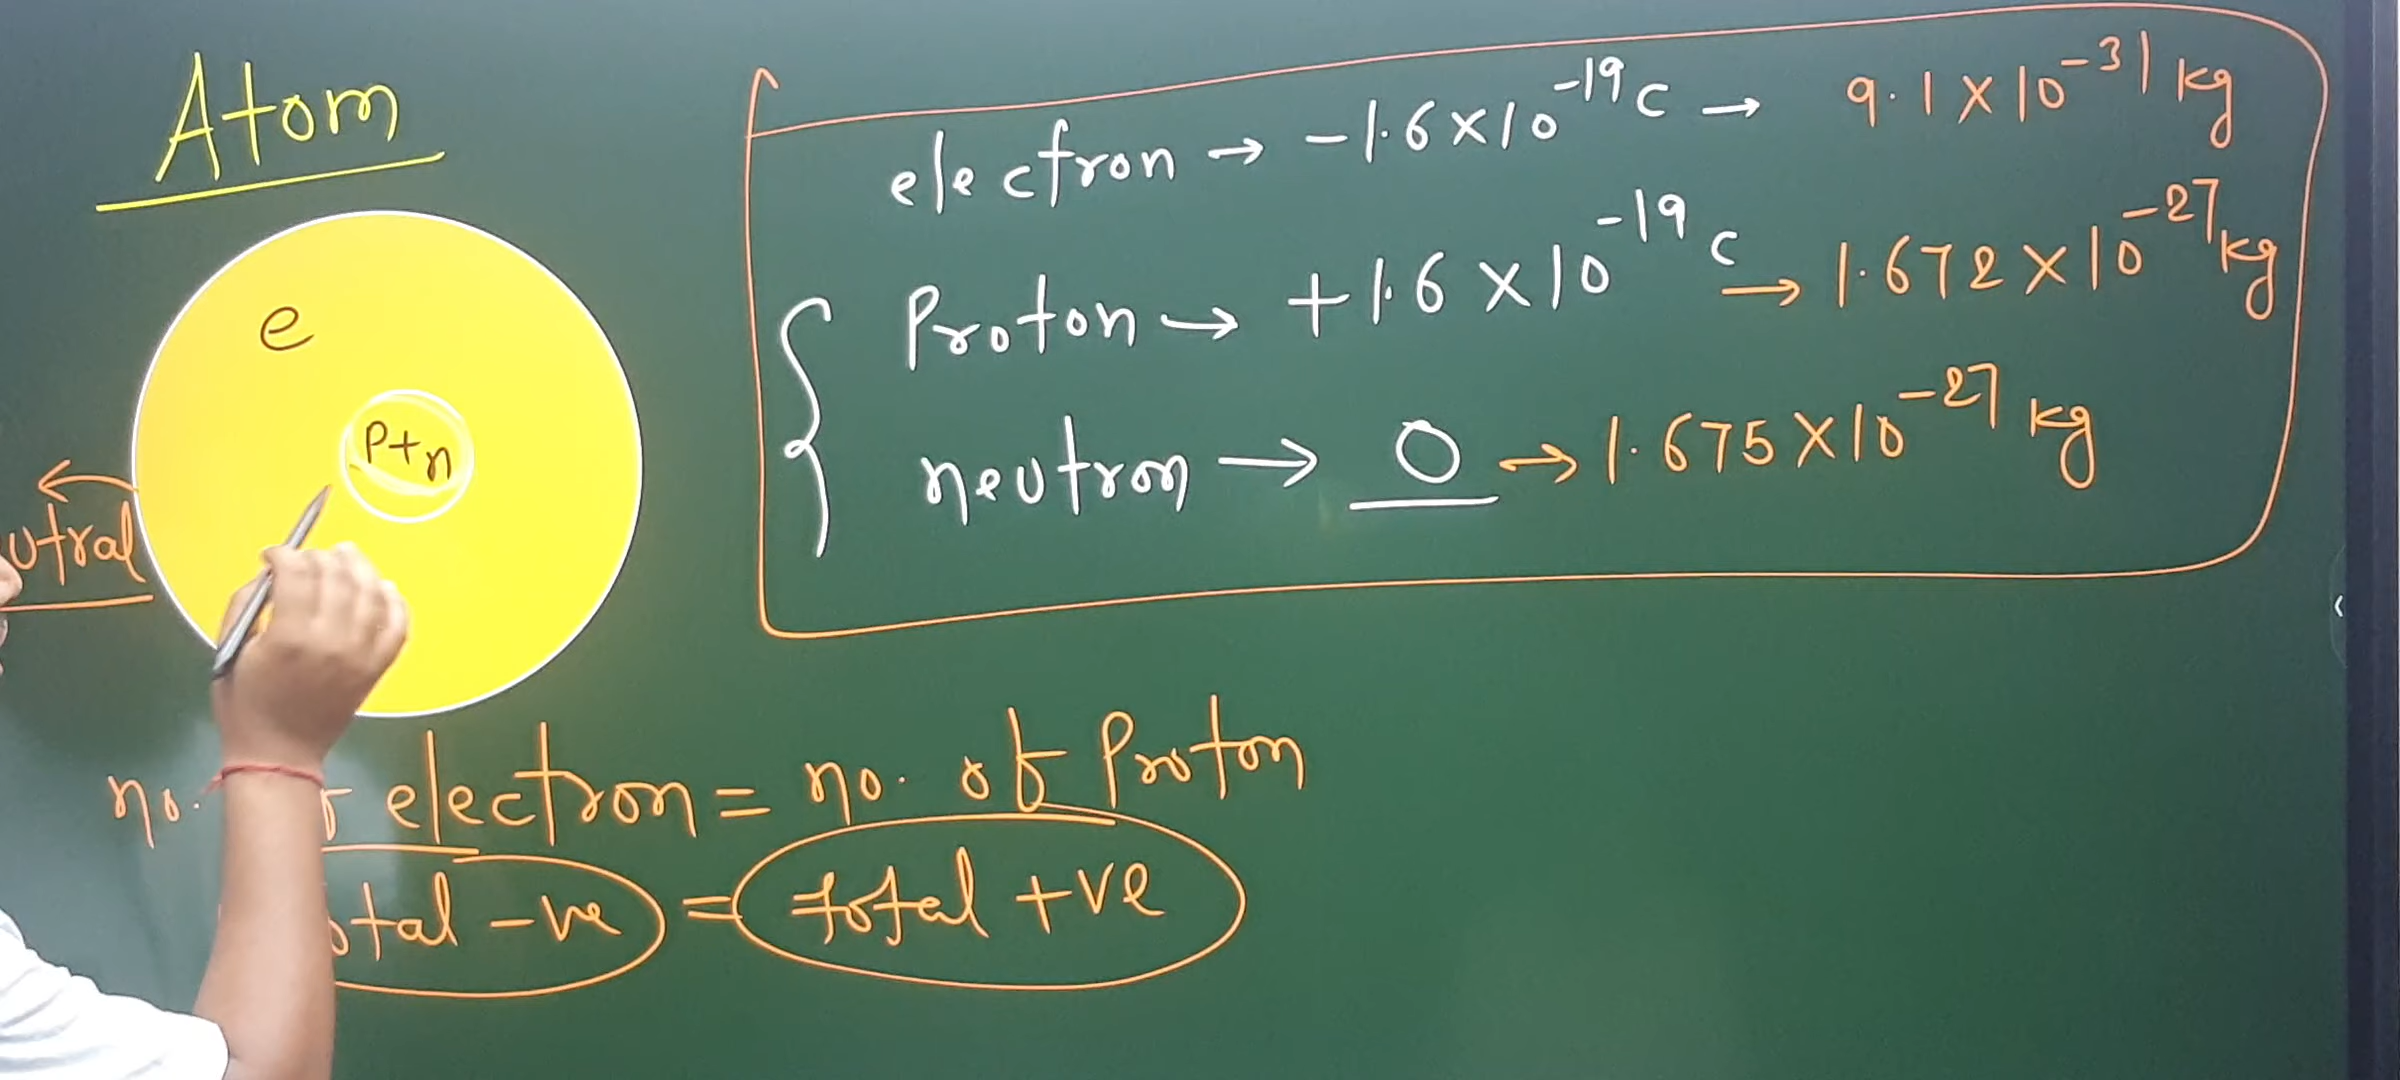 Atom
electron → -1.6×10⁻¹⁹ C → 9.1×10⁻³¹ kg
Proton → +1.6×10⁻¹⁹ C → 1.672×10⁻²⁷ kg
neutron → 0 → 1.675×10⁻²⁷ kg
e
P+n
utral
no. electron = no. of Proton
otal -ve = total +ve